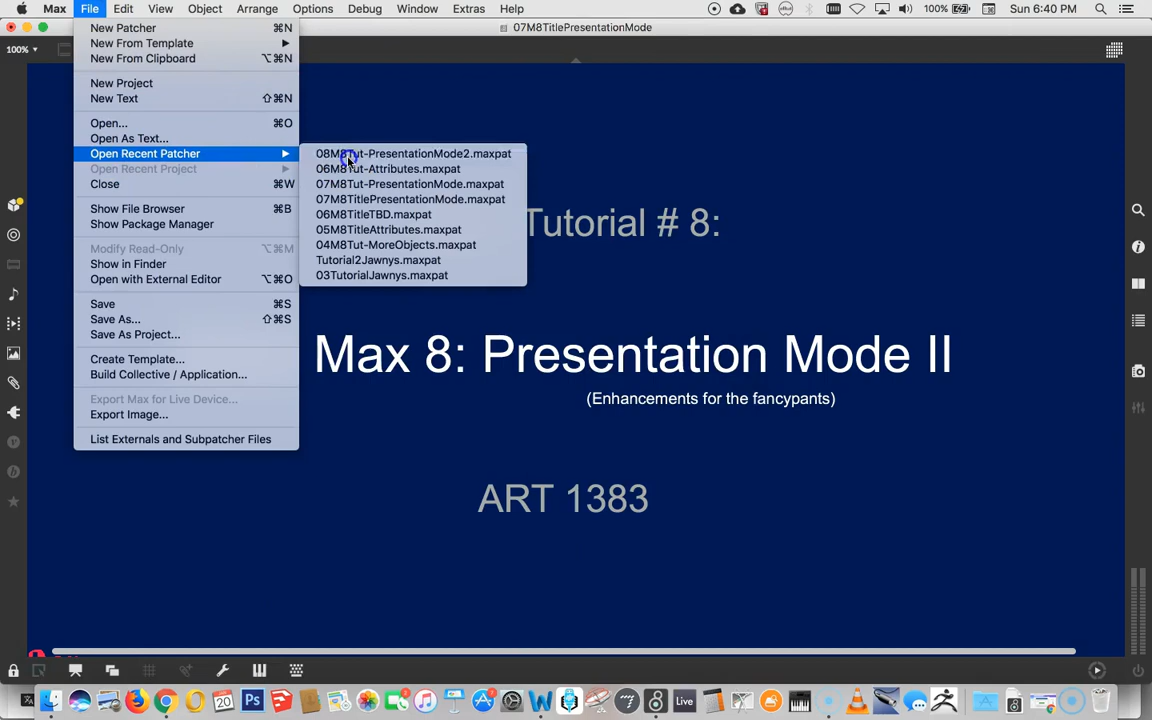 Max File Edit View Object Arrange Options Debug Window Extras Help 100% Sun 6:40 PM
07M8TitlePresentationMode
100%
New Patcher ⌘N
New From Template
New From Clipboard ⌥⌘N
New Project
New Text ⇧⌘N
Open... ⌘O
Open As Text...
Open Recent Patcher
Open Recent Project
Close ⌘W
Show File Browser ⌘B
Show Package Manager
Modify Read-Only ⌥⌘M
Show in Finder
Open with External Editor ⌥⌘O
Save ⌘S
Save As... ⇧⌘S
Save As Project...
Create Template...
Build Collective / Application...
Export Max for Live Device...
Export Image...
List Externals and Subpatcher Files
08M8Tut-PresentationMode2.maxpat
06M8Tut-Attributes.maxpat
07M8Tut-PresentationMode.maxpat
07M8TitlePresentationMode.maxpat
06M8TitleTBD.maxpat
05M8TitleAttributes.maxpat
04M8Tut-MoreObjects.maxpat
Tutorial2Jawnys.maxpat
03TutorialJawnys.maxpat
Tutorial # 8:
Max 8: Presentation Mode II
(Enhancements for the fancypants)
ART 1383
Ps
Live